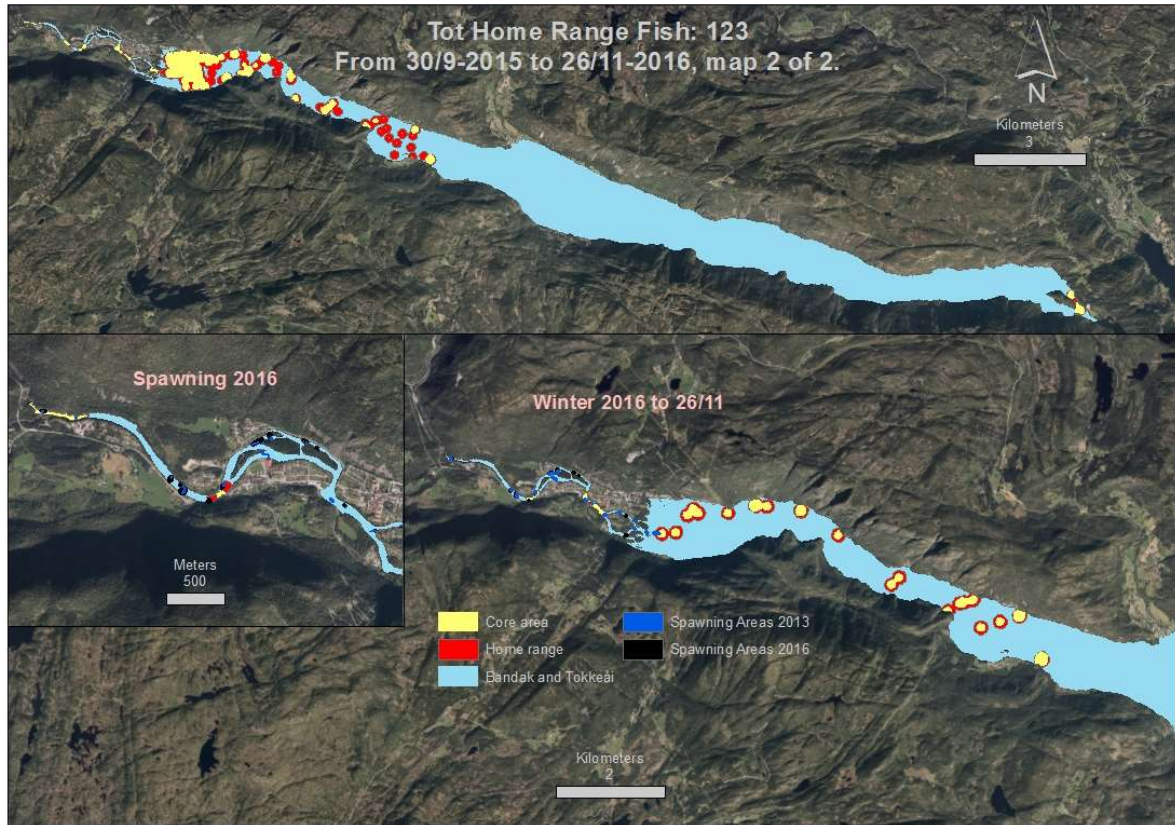 Tot Home Range Fish: 123
From 30/9-2015 to 26/11-2016, map 2 of 2.
N
Kilometers
3
Spawning 2016
Meters
500
Winter 2016 to 26/11
Core area
Home range
Bandak and Tokkeåi
Spawning Areas 2013
Spawning Areas 2016
Kilometers
2